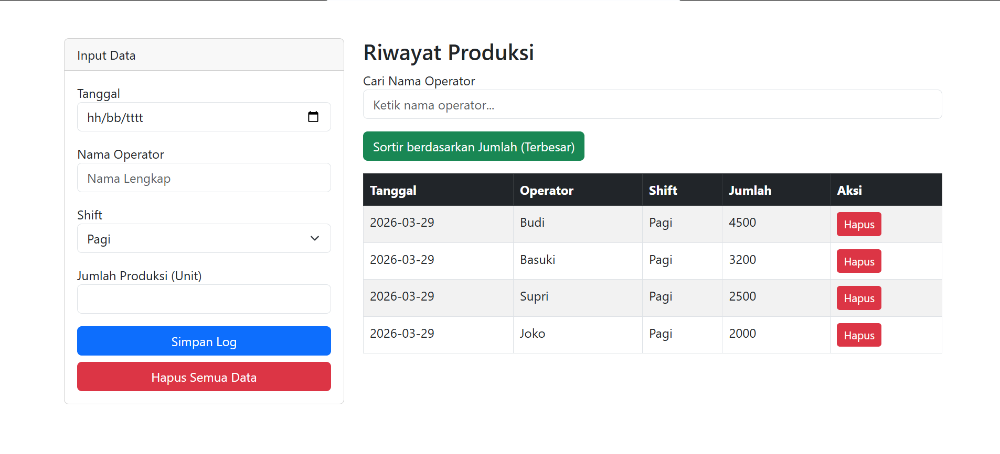 Input Data
Tanggal
hh/bb/tttt
Nama Operator
Nama Lengkap
Shift
Pagi
Jumlah Produksi (Unit)
Simpan Log
Hapus Semua Data
Riwayat Produksi
Cari Nama Operator
Ketik nama operator...
Sortir berdasarkan Jumlah (Terbesar)
Tanggal Operator Shift Jumlah Aksi
2026-03-29 Budi Pagi 4500 Hapus
2026-03-29 Basuki Pagi 3200 Hapus
2026-03-29 Supri Pagi 2500 Hapus
2026-03-29 Joko Pagi 2000 Hapus